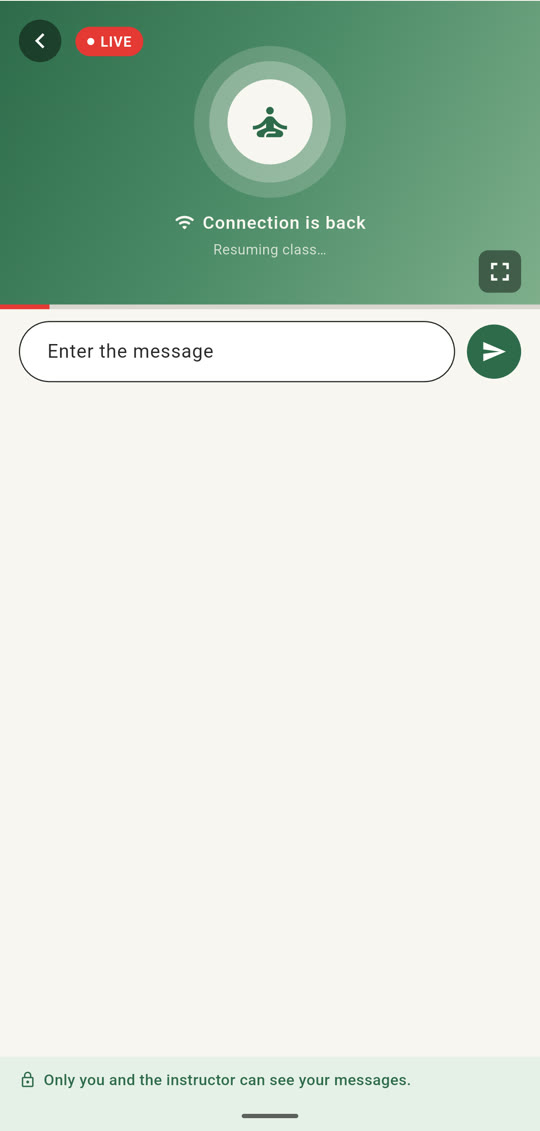 LIVE
Connection is back
Resuming class…
Enter the message
Only you and the instructor can see your messages.